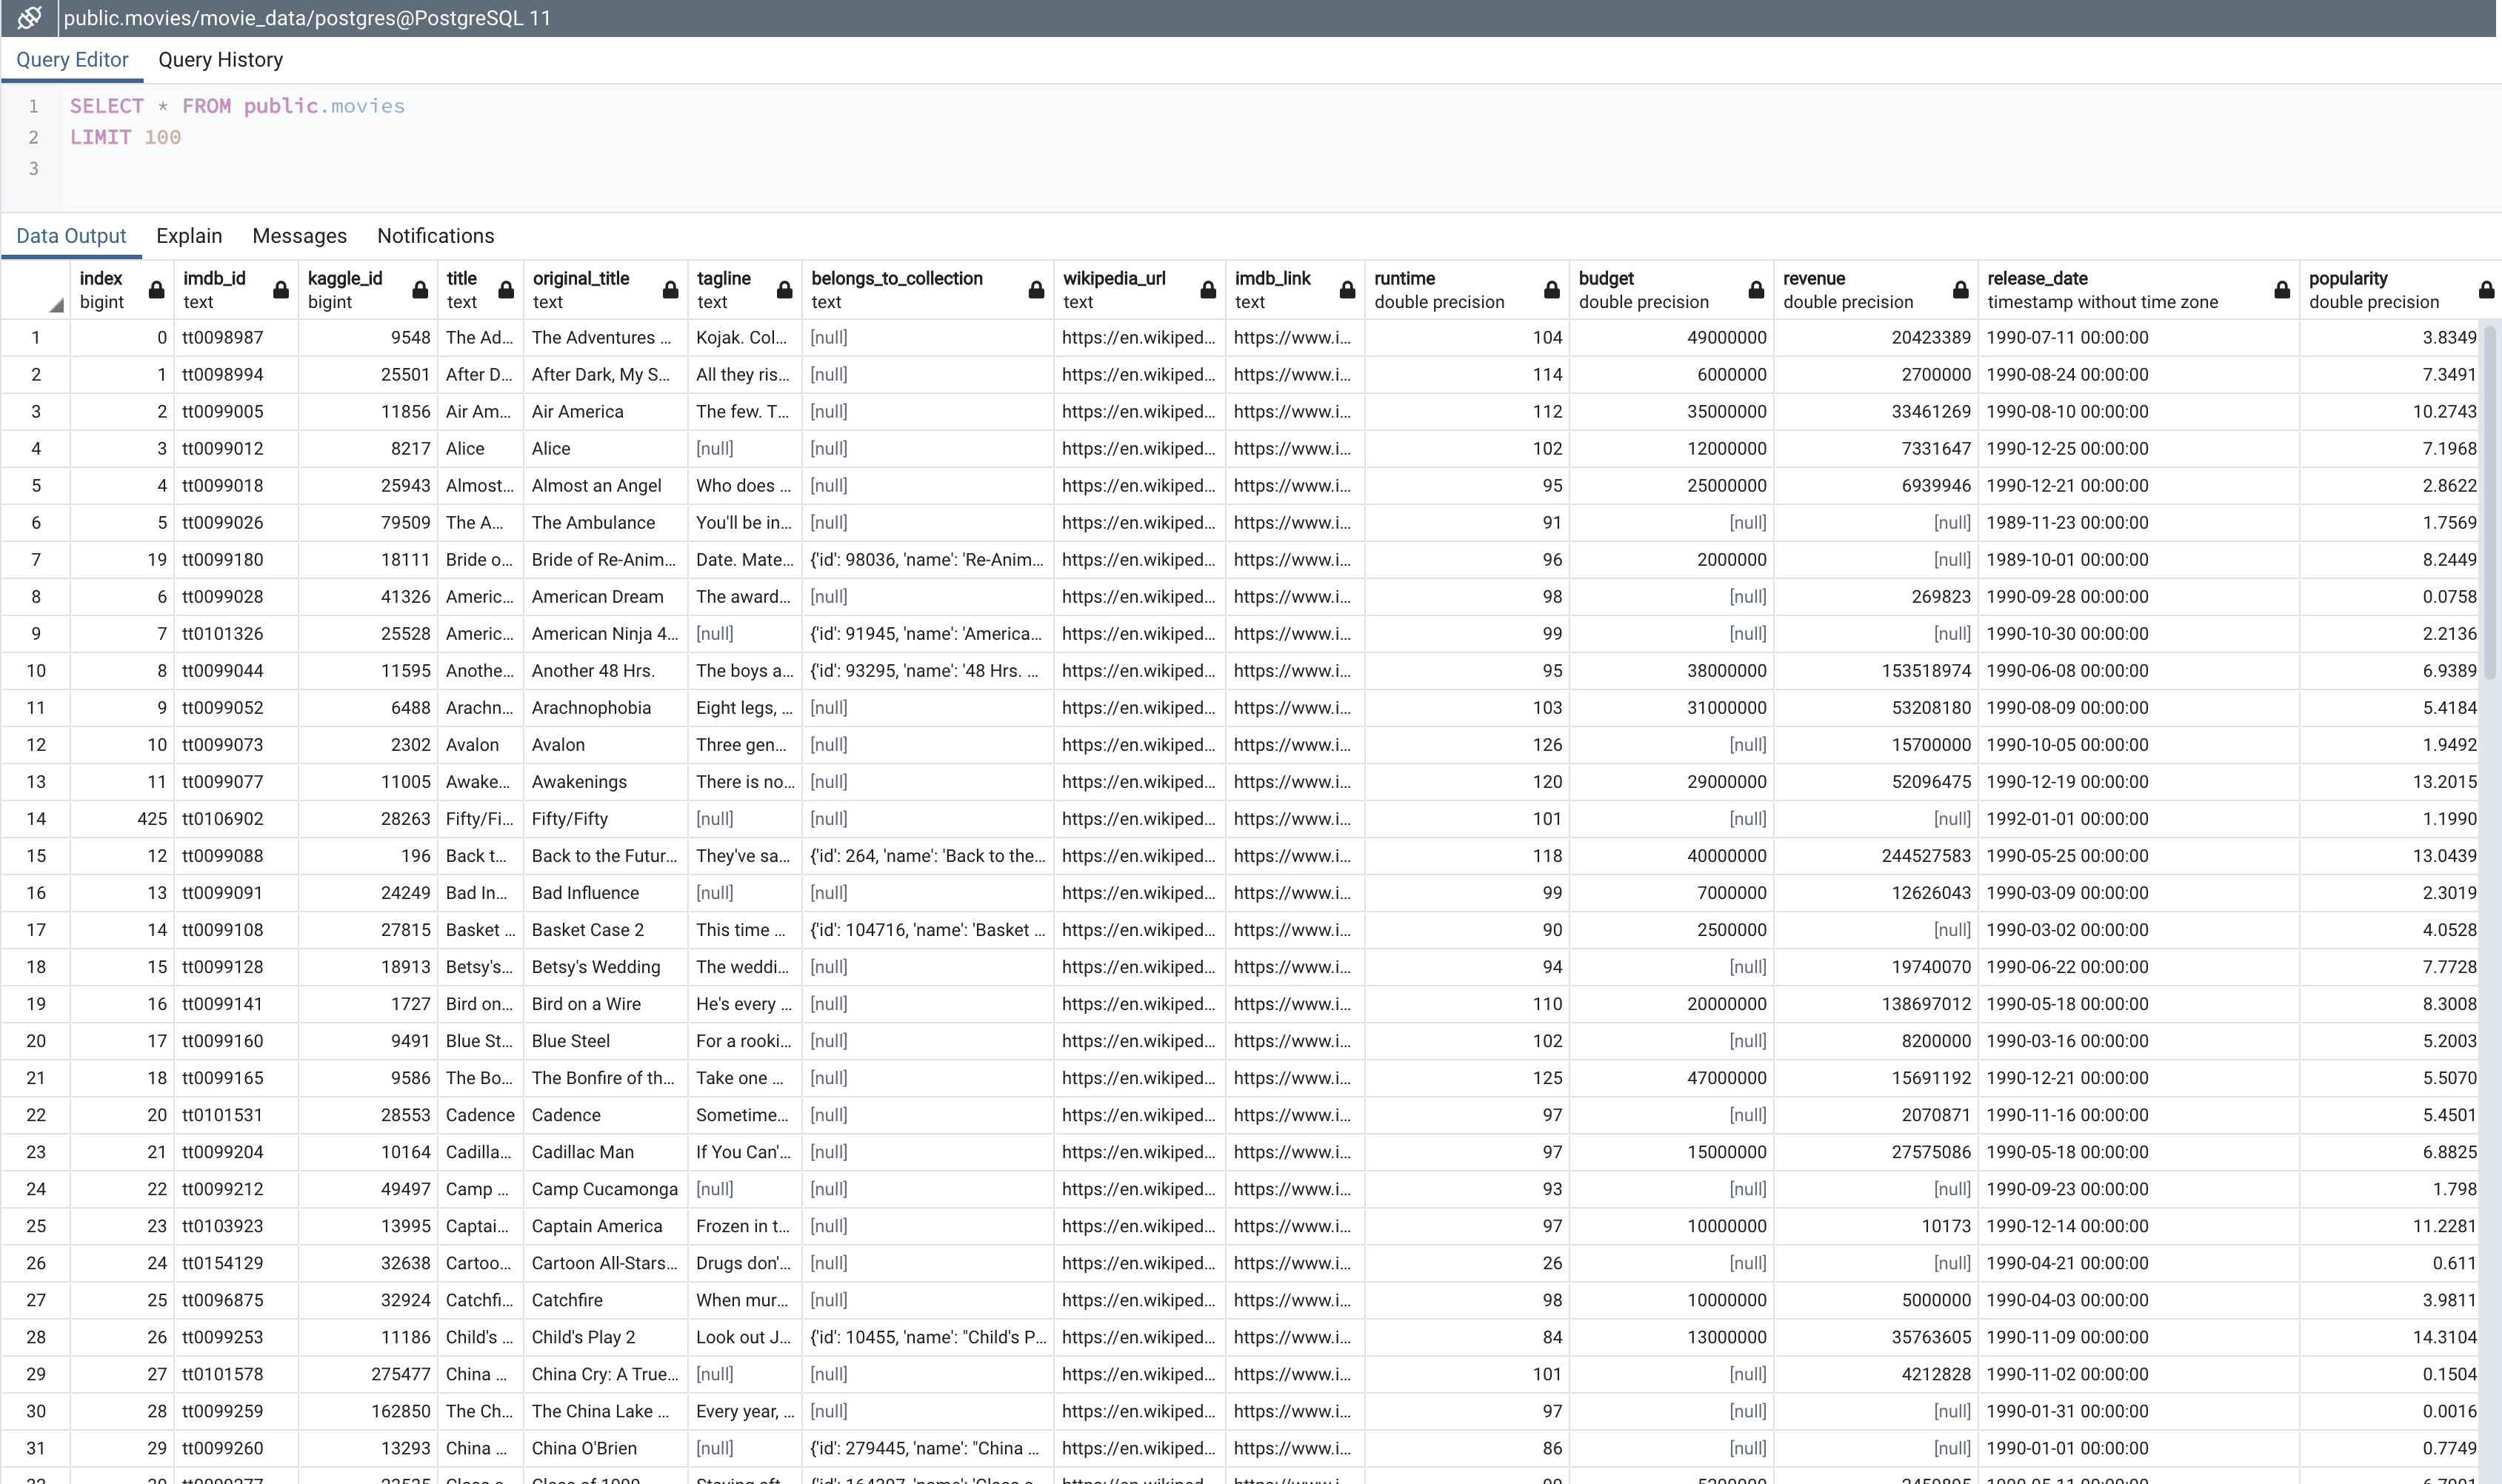 public.movies/movie_data/postgres@PostgreSQL 11
Query Editor Query History
1 SELECT * FROM public.movies
2 LIMIT 100
3
Data Output Explain Messages Notifications
index imdb_id kaggle_id title original_title tagline belongs_to_collection wikipedia_url imdb_link runtime budget revenue release_date popularity
bigint text bigint text text text text text text double precision double precision double precision timestamp without time zone double precision
1 0 tt0098987 9548 The Ad... The Adventures ... Kojak. Col... [null] https://en.wikiped... https://www.i... 104 49000000 20423389 1990-07-11 00:00:00 3.8349
2 1 tt0098994 25501 After D... After Dark, My S... All they ris... [null] https://en.wikiped... https://www.i... 114 6000000 2700000 1990-08-24 00:00:00 7.3491
3 2 tt0099005 11856 Air Am... Air America The few. T... [null] https://en.wikiped... https://www.i... 112 35000000 33461269 1990-08-10 00:00:00 10.2743
4 3 tt0099012 8217 Alice Alice [null] [null] https://en.wikiped... https://www.i... 102 12000000 7331647 1990-12-25 00:00:00 7.1968
5 4 tt0099018 25943 Almost... Almost an Angel Who does ... [null] https://en.wikiped... https://www.i... 95 25000000 6939946 1990-12-21 00:00:00 2.8622
6 5 tt0099026 79509 The A... The Ambulance You'll be in... [null] https://en.wikiped... https://www.i... 91 [null] [null] 1989-11-23 00:00:00 1.7569
7 19 tt0099180 18111 Bride o... Bride of Re-Anim... Date. Mate... {'id': 98036, 'name': 'Re-Anim... https://en.wikiped... https://www.i... 96 2000000 [null] 1989-10-01 00:00:00 8.2449
8 6 tt0099028 41326 Americ... American Dream The award... [null] https://en.wikiped... https://www.i... 98 [null] 269823 1990-09-28 00:00:00 0.0758
9 7 tt0101326 25528 Americ... American Ninja 4... [null] {'id': 91945, 'name': 'America... https://en.wikiped... https://www.i... 99 [null] [null] 1990-10-30 00:00:00 2.2136
10 8 tt0099044 11595 Anothe... Another 48 Hrs. The boys a... {'id': 93295, 'name': '48 Hrs. ... https://en.wikiped... https://www.i... 95 38000000 153518974 1990-06-08 00:00:00 6.9389
11 9 tt0099052 6488 Arachn... Arachnophobia Eight legs, ... [null] https://en.wikiped... https://www.i... 103 31000000 53208180 1990-08-09 00:00:00 5.4184
12 10 tt0099073 2302 Avalon Avalon Three gen... [null] https://en.wikiped... https://www.i... 126 [null] 15700000 1990-10-05 00:00:00 1.9492
13 11 tt0099077 11005 Awake... Awakenings There is no... [null] https://en.wikiped... https://www.i... 120 29000000 52096475 1990-12-19 00:00:00 13.2015
14 425 tt0106902 28263 Fifty/Fi... Fifty/Fifty [null] [null] https://en.wikiped... https://www.i... 101 [null] [null] 1992-01-01 00:00:00 1.1990
15 12 tt0099088 196 Back t... Back to the Futur... They've sa... {'id': 264, 'name': 'Back to the... https://en.wikiped... https://www.i... 118 40000000 244527583 1990-05-25 00:00:00 13.0439
16 13 tt0099091 24249 Bad In... Bad Influence [null] [null] https://en.wikiped... https://www.i... 99 7000000 12626043 1990-03-09 00:00:00 2.3019
17 14 tt0099108 27815 Basket ... Basket Case 2 This time ... {'id': 104716, 'name': 'Basket ... https://en.wikiped... https://www.i... 90 2500000 [null] 1990-03-02 00:00:00 4.0528
18 15 tt0099128 18913 Betsy's... Betsy's Wedding The weddi... [null] https://en.wikiped... https://www.i... 94 [null] 19740070 1990-06-22 00:00:00 7.7728
19 16 tt0099141 1727 Bird on... Bird on a Wire He's every ... [null] https://en.wikiped... https://www.i... 110 20000000 138697012 1990-05-18 00:00:00 8.3008
20 17 tt0099160 9491 Blue St... Blue Steel For a rooki... [null] https://en.wikiped... https://www.i... 102 [null] 8200000 1990-03-16 00:00:00 5.2003
21 18 tt0099165 9586 The Bo... The Bonfire of th... Take one ... [null] https://en.wikiped... https://www.i... 125 47000000 15691192 1990-12-21 00:00:00 5.5070
22 20 tt0101531 28553 Cadence Cadence Sometime... [null] https://en.wikiped... https://www.i... 97 [null] 2070871 1990-11-16 00:00:00 5.4501
23 21 tt0099204 10164 Cadilla... Cadillac Man If You Can'... [null] https://en.wikiped... https://www.i... 97 15000000 27575086 1990-05-18 00:00:00 6.8825
24 22 tt0099212 49497 Camp ... Camp Cucamonga [null] [null] https://en.wikiped... https://www.i... 93 [null] [null] 1990-09-23 00:00:00 1.798
25 23 tt0103923 13995 Captai... Captain America Frozen in t... [null] https://en.wikiped... https://www.i... 97 10000000 10173 1990-12-14 00:00:00 11.2281
26 24 tt0154129 32638 Cartoo... Cartoon All-Stars... Drugs don'... [null] https://en.wikiped... https://www.i... 26 [null] [null] 1990-04-21 00:00:00 0.611
27 25 tt0096875 32924 Catchfi... Catchfire When mur... [null] https://en.wikiped... https://www.i... 98 10000000 5000000 1990-04-03 00:00:00 3.9811
28 26 tt0099253 11186 Child's ... Child's Play 2 Look out J... {'id': 10455, 'name': "Child's P... https://en.wikiped... https://www.i... 84 13000000 35763605 1990-11-09 00:00:00 14.3104
29 27 tt0101578 275477 China ... China Cry: A True... [null] [null] https://en.wikiped... https://www.i... 101 [null] 4212828 1990-11-02 00:00:00 0.1504
30 28 tt0099259 162850 The Ch... The China Lake ... Every year, ... [null] https://en.wikiped... https://www.i... 97 [null] [null] 1990-01-31 00:00:00 0.0016
31 29 tt0099260 13293 China ... China O'Brien [null] {'id': 279445, 'name': "China ... https://en.wikiped... https://www.i... 86 [null] [null] 1990-01-01 00:00:00 0.7749